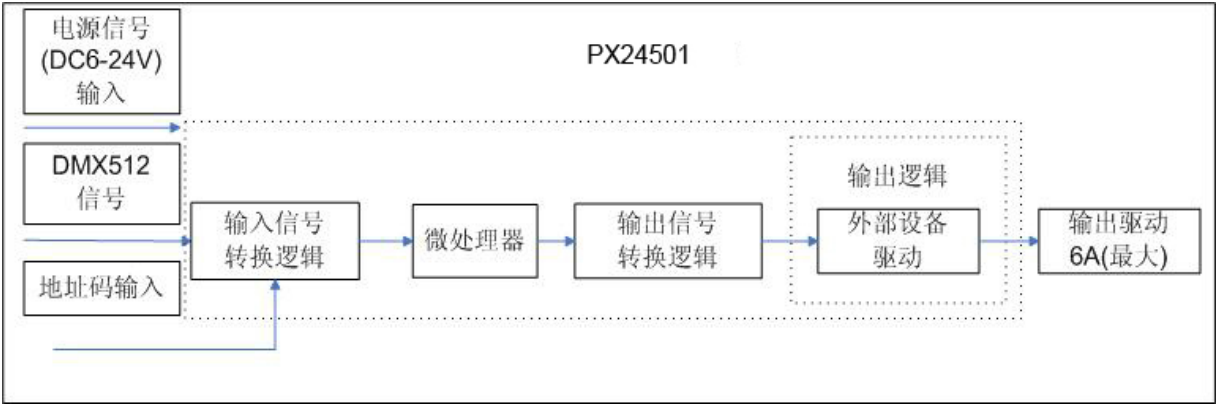 电源信号
(DC6-24V)
输入
PX24501
DMX512
信号
地址码输入
输入信号
转换逻辑
微处理器
输出信号
转换逻辑
输出逻辑
外部设备
驱动
输出驱动
6A(最大)